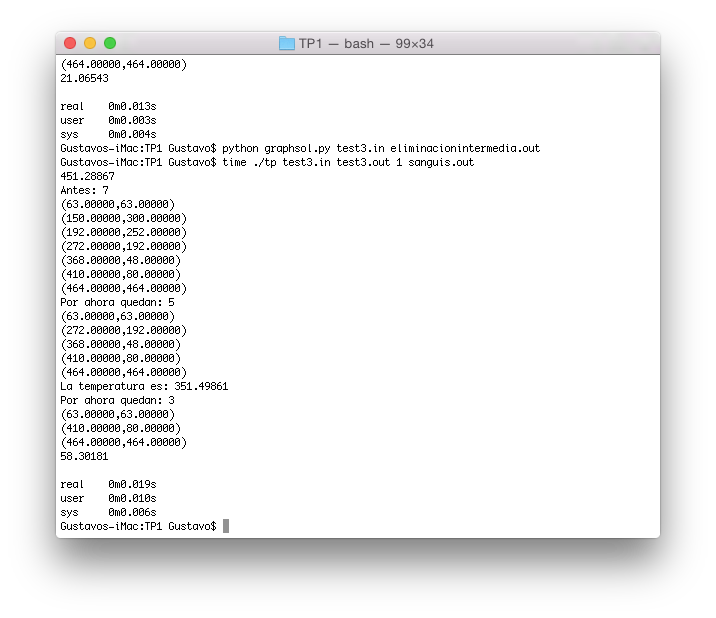 TP1 — bash — 99×34
(464.00000,464.00000)
21.06543
real 0m0.013s
user 0m0.003s
sys 0m0.004s
Gustavos-iMac:TP1 Gustavo$ python graphsol.py test3.in eliminacionintermedia.out
Gustavos-iMac:TP1 Gustavo$ time ./tp test3.in test3.out 1 sanguis.out
451.28867
Antes: 7
(63.00000,63.00000)
(150.00000,300.00000)
(192.00000,252.00000)
(272.00000,192.00000)
(368.00000,48.00000)
(410.00000,80.00000)
(464.00000,464.00000)
Por ahora quedan: 5
(63.00000,63.00000)
(272.00000,192.00000)
(368.00000,48.00000)
(410.00000,80.00000)
(464.00000,464.00000)
La temperatura es: 351.49861
Por ahora quedan: 3
(63.00000,63.00000)
(410.00000,80.00000)
(464.00000,464.00000)
58.30181
real 0m0.019s
user 0m0.010s
sys 0m0.006s
Gustavos-iMac:TP1 Gustavo$